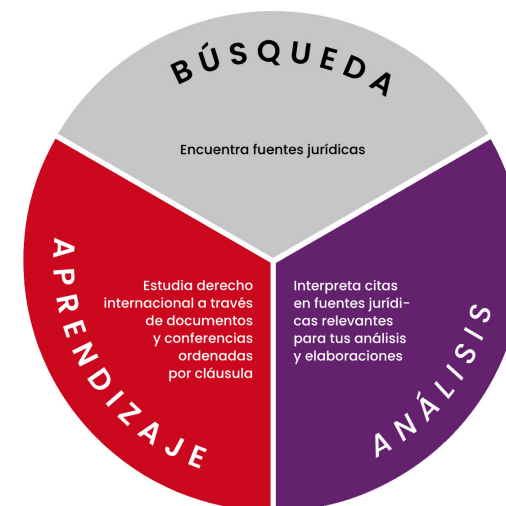 BÚSQUEDA
Encuentra fuentes jurídicas
APRENDIZAJE
Estudia derecho
internacional a través
de documentos
y conferencias
ordenadas
por cláusula
Interpreta citas
en fuentes jurídi-
cas relevantes
para tus análisis
y elaboraciones
ANÁLISIS